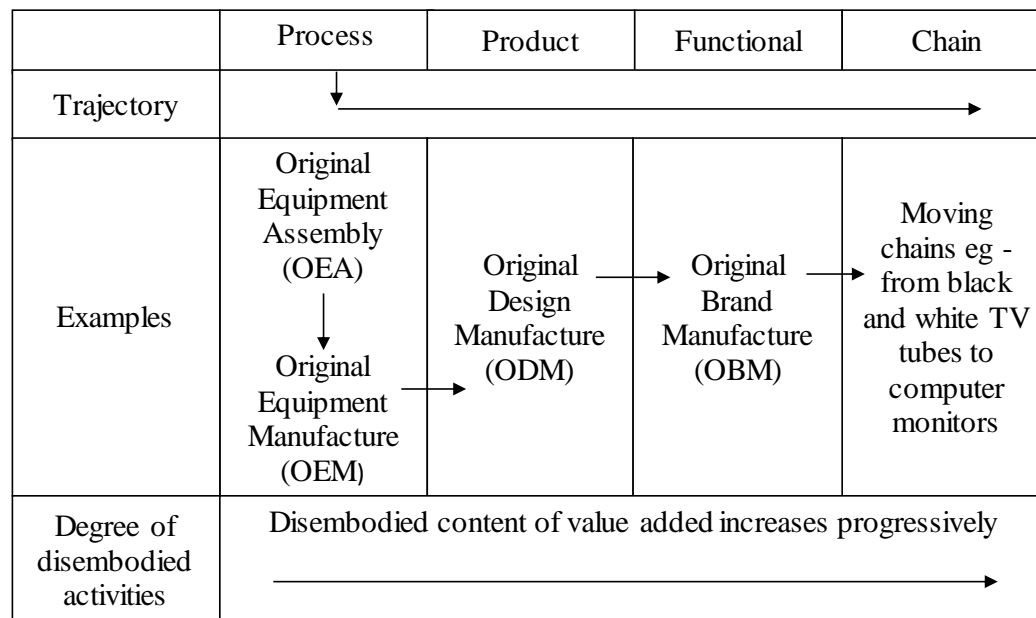 Process
Product
Functional
Chain
Trajectory
Examples
Original
Equipment
Assembly
(OEA)
Original
Equipment
Manufacture
(OEM)
Original
Design
Manufacture
(ODM)
Original
Brand
Manufacture
(OBM)
Moving
chains eg -
from black
and white TV
tubes to
computer
monitors
Degree of
disembodied
activities
Disembodied content of value added increases progressively